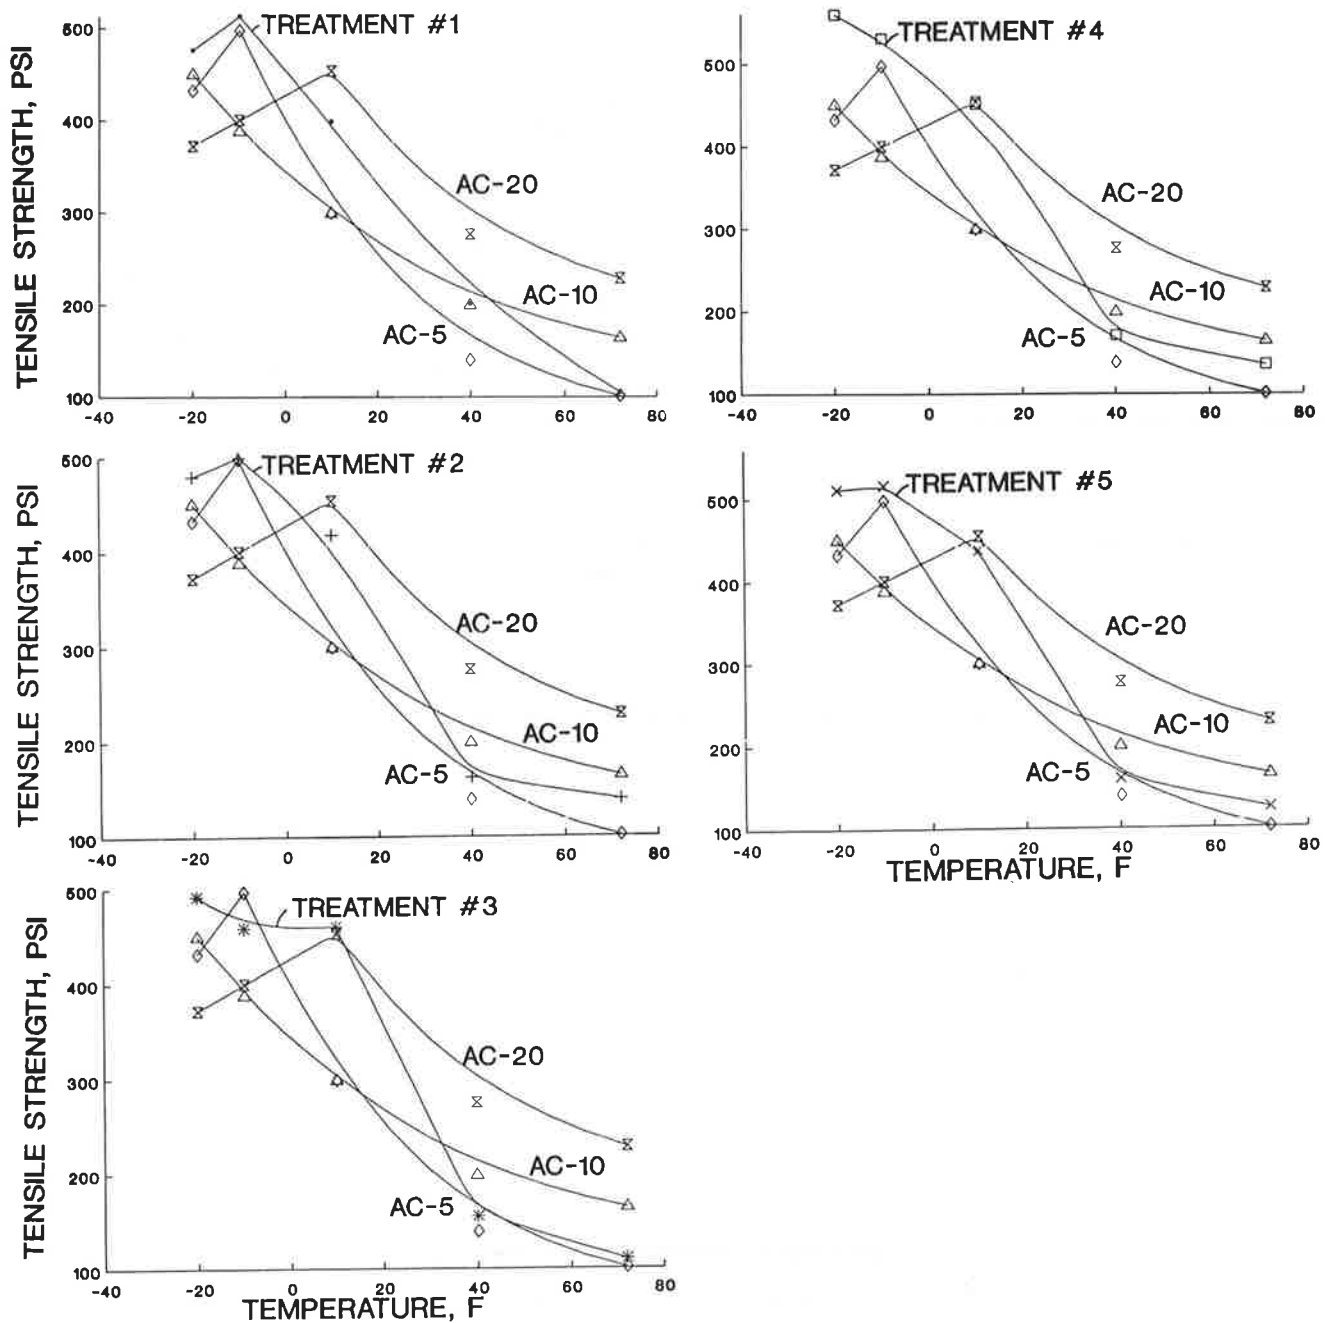 TENSILE STRENGTH, PSI
500
400
300
200
100
-40
-20
0
20
40
60
80
TREATMENT #1
AC-20
AC-10
AC-5
500
400
300
200
100
-40
-20
0
20
40
60
80
TREATMENT #4
AC-20
AC-10
AC-5
TENSILE STRENGTH, PSI
500
400
300
200
100
-40
-20
0
20
40
60
80
TREATMENT #2
AC-20
AC-10
AC-5
500
400
300
200
100
-40
-20
0
20
40
60
80
TREATMENT #5
AC-20
AC-10
AC-5
TEMPERATURE, F
TENSILE STRENGTH, PSI
500
400
300
200
100
-40
-20
0
20
40
60
80
TREATMENT #3
AC-20
AC-10
AC-5
TEMPERATURE, F